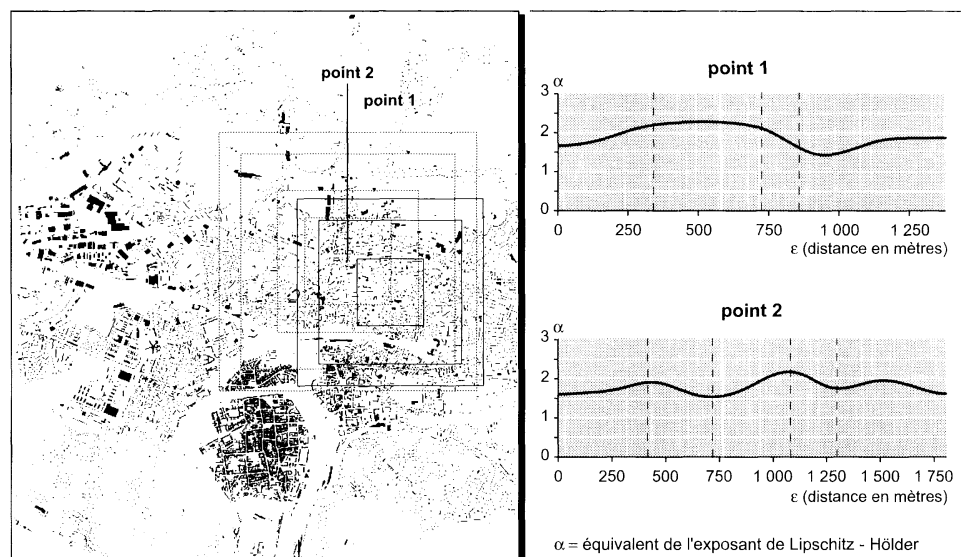 point 2
point 1
point 1
α
3
2
1
0
0 250 500 750 1 000 1 250
ε (distance en mètres)
point 2
α
3
2
1
0
0 250 500 750 1 000 1 250 1 500 1 750
ε (distance en mètres)
α = équivalent de l'exposant de Lipschitz - Hölder